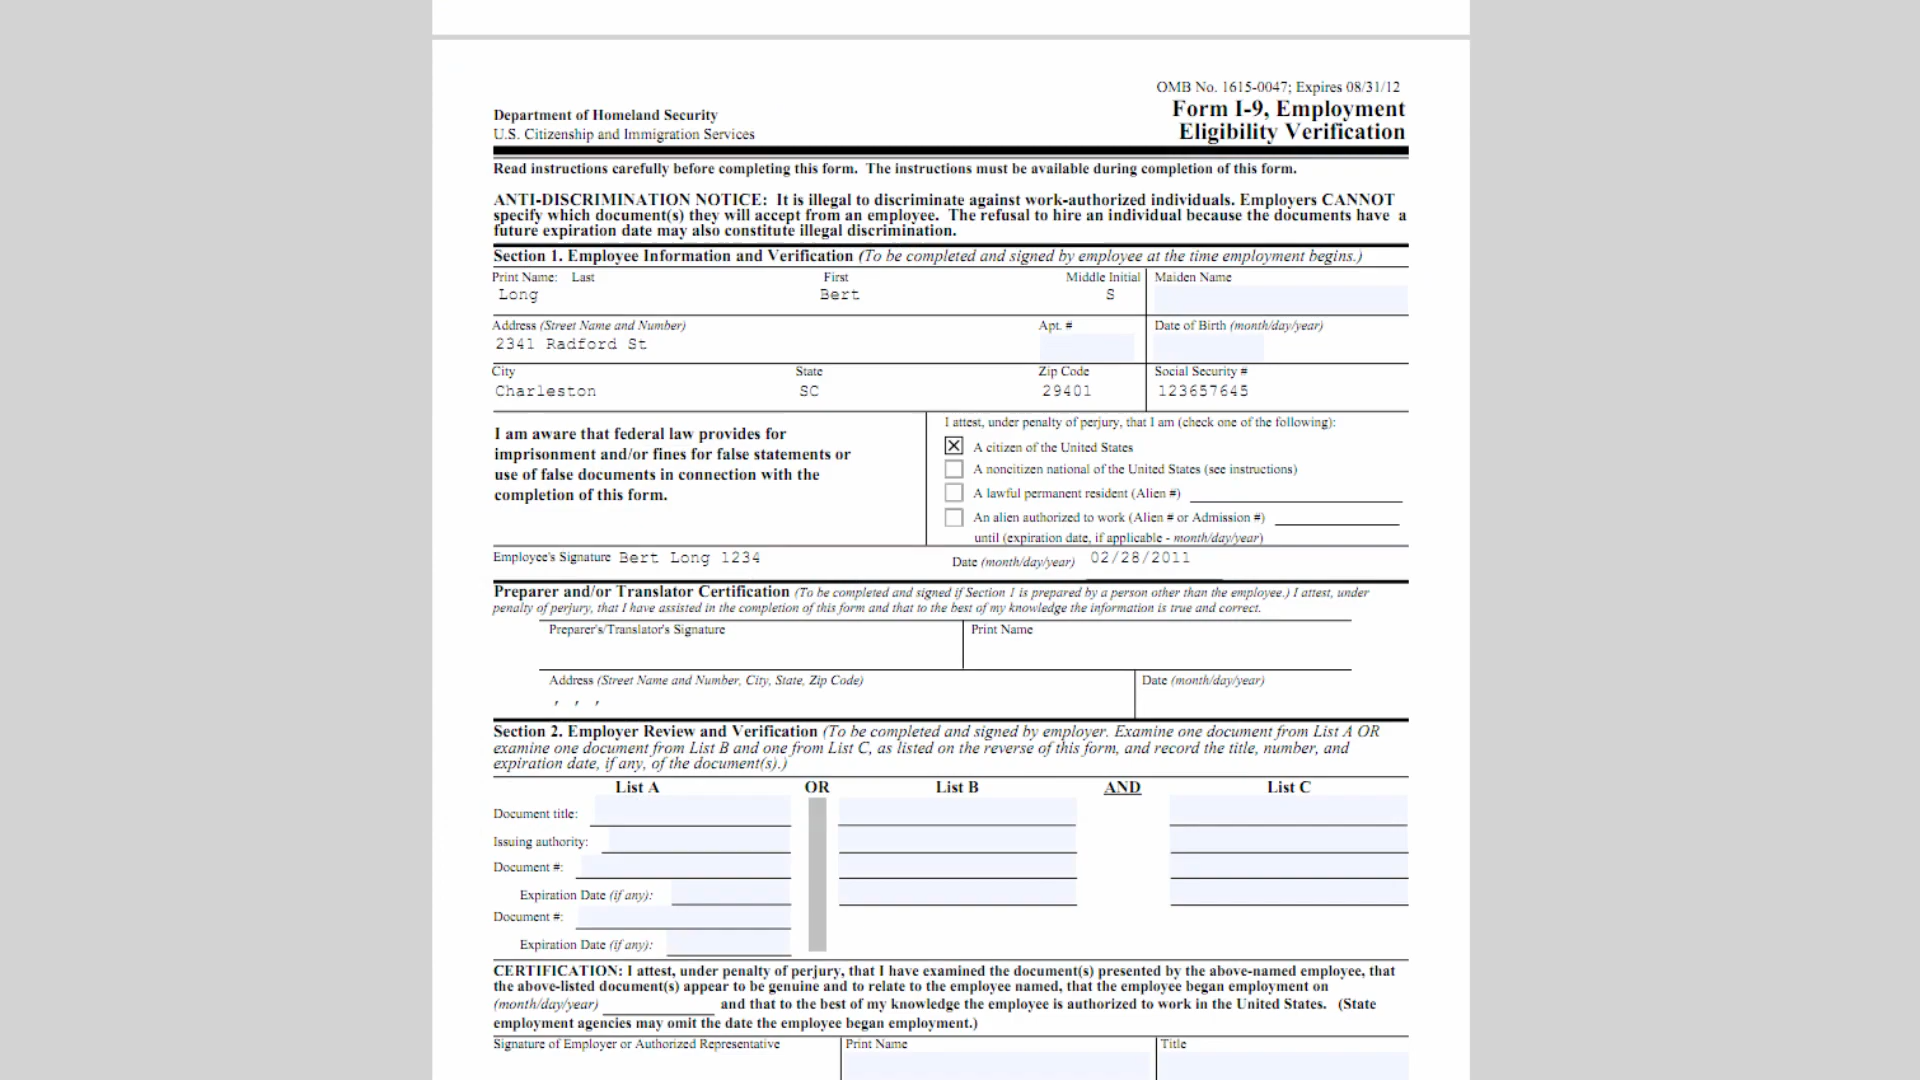 OMB No. 1615-0047; Expires 08/31/12
Department of Homeland Security
U.S. Citizenship and Immigration Services
Form I-9, Employment
Eligibility Verification
Read instructions carefully before completing this form. The instructions must be available during completion of this form.
ANTI-DISCRIMINATION NOTICE: It is illegal to discriminate against work-authorized individuals. Employers CANNOT
specify which document(s) they will accept from an employee. The refusal to hire an individual because the documents have a
future expiration date may also constitute illegal discrimination.
Section 1. Employee Information and Verification (To be completed and signed by employee at the time employment begins.)
Print Name: Last First Middle Initial Maiden Name
Long Bert S
Address (Street Name and Number) Apt. # Date of Birth (month/day/year)
2341 Radford St
City State Zip Code Social Security #
Charleston SC 29401 123657645
I am aware that federal law provides for
imprisonment and/or fines for false statements or
use of false documents in connection with the
completion of this form.
I attest, under penalty of perjury, that I am (check one of the following):
A citizen of the United States
A noncitizen national of the United States (see instructions)
A lawful permanent resident (Alien #)
An alien authorized to work (Alien # or Admission #)
until (expiration date, if applicable - month/day/year)
Employee's Signature Bert Long 1234 Date (month/day/year) 02/28/2011
Preparer and/or Translator Certification (To be completed and signed if Section 1 is prepared by a person other than the employee.) I attest, under
penalty of perjury, that I have assisted in the completion of this form and that to the best of my knowledge the information is true and correct.
Preparer's/Translator's Signature Print Name
Address (Street Name and Number, City, State, Zip Code) Date (month/day/year)
, , ,
Section 2. Employer Review and Verification (To be completed and signed by employer. Examine one document from List A OR
examine one document from List B and one from List C, as listed on the reverse of this form, and record the title, number, and
expiration date, if any, of the document(s).)
List A OR List B AND List C
Document title:
Issuing authority:
Document #:
Expiration Date (if any):
Document #:
Expiration Date (if any):
CERTIFICATION: I attest, under penalty of perjury, that I have examined the document(s) presented by the above-named employee, that
the above-listed document(s) appear to be genuine and to relate to the employee named, that the employee began employment on
(month/day/year) and that to the best of my knowledge the employee is authorized to work in the United States. (State
employment agencies may omit the date the employee began employment.)
Signature of Employer or Authorized Representative Print Name Title